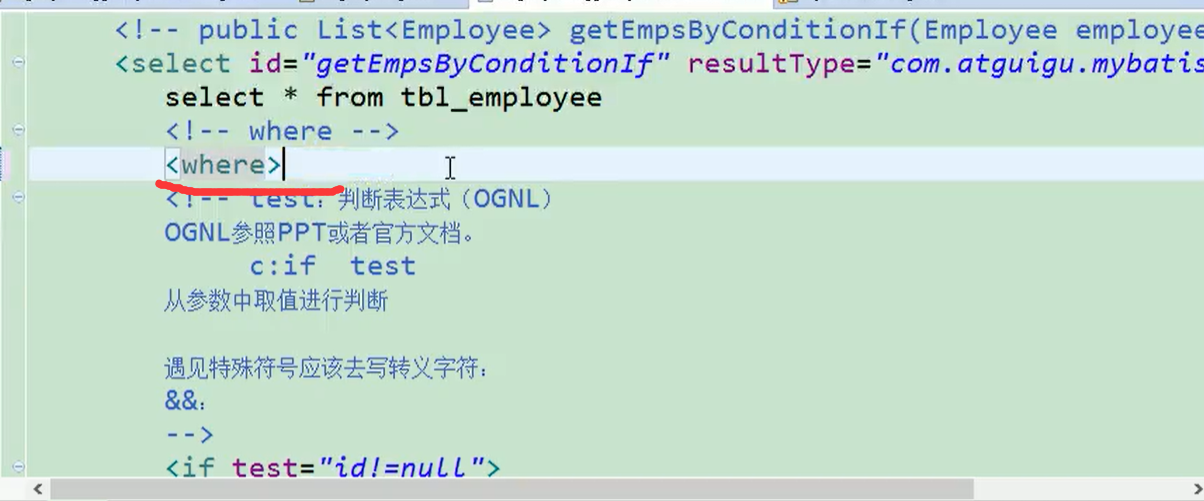 <!-- public List<Employee> getEmpsByConditionIf(Employee employee
<select id="getEmpsByConditionIf" resultType="com.atguigu.mybatis
select * from tbl_employee
<!-- where -->
<where>
<!-- test：判断表达式（OGNL）
OGNL参照PPT或者官方文档。
c:if test
从参数中取值进行判断
遇见特殊符号应该去写转义字符：
&&：
-->
<if test="id!=null">